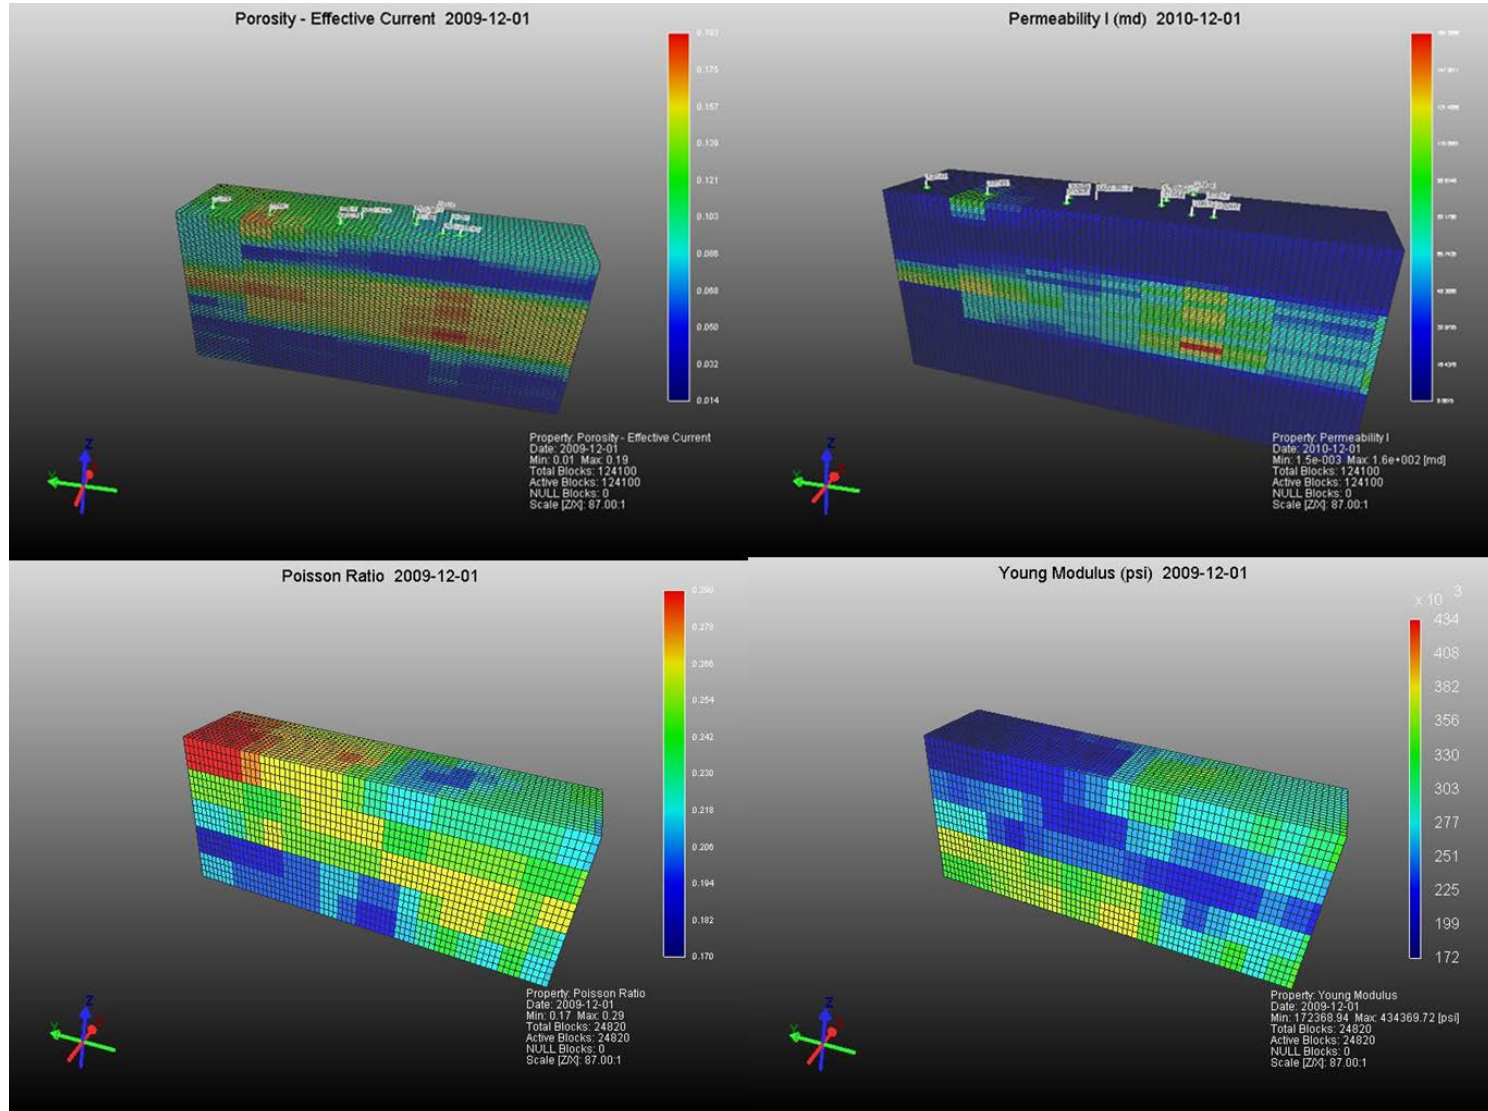 Porosity - Effective Current 2009-12-01
0.193
0.175
0.157
0.139
0.121
0.103
0.086
0.068
0.050
0.032
0.014
Z
Y
Property: Porosity - Effective Current
Date: 2009-12-01
Min: 0.01 Max: 0.19
Total Blocks: 124100
Active Blocks: 124100
NULL Blocks: 0
Scale [Z/X]: 87.00:1
Permeability I (md) 2010-12-01
Z
Property: Permeability I
Date: 2010-12-01
Min: 1.5e-003 Max: 1.6e+002 [md]
Total Blocks: 124100
Active Blocks: 124100
NULL Blocks: 0
Scale [Z/X]: 87.00:1
Poisson Ratio 2009-12-01
0.290
0.278
0.266
0.254
0.242
0.230
0.218
0.206
0.194
0.182
0.170
Z
Y
Property: Poisson Ratio
Date: 2009-12-01
Min: 0.17 Max: 0.29
Total Blocks: 24820
Active Blocks: 24820
NULL Blocks: 0
Scale [Z/X]: 87.00:1
Young Modulus (psi) 2009-12-01
x 10 3
434
408
382
356
330
303
277
251
225
199
172
Z
Property: Young Modulus
Date: 2009-12-01
Min: 172368.94 Max: 434369.72 [psi]
Total Blocks: 24820
Active Blocks: 24820
NULL Blocks: 0
Scale [Z/X]: 87.00:1